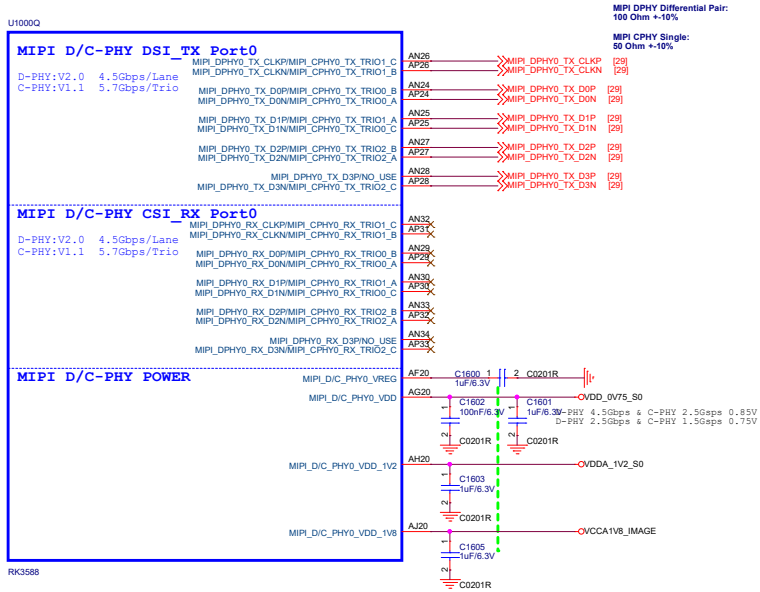 MIPI DPHY Differential Pair:
100 Ohm +-10%
MIPI CPHY Single:
50 Ohm +-10%
U1000Q
MIPI D/C-PHY DSI_TX Port0
D-PHY:V2.0 4.5Gbps/Lane
C-PHY:V1.1 5.7Gbps/Trio
MIPI_DPHY0_TX_CLKP/MIPI_CPHY0_TX_TRIO1_C AN26 MIPI_DPHY0_TX_CLKP [29]
MIPI_DPHY0_TX_CLKN/MIPI_CPHY0_TX_TRIO1_B AP26 MIPI_DPHY0_TX_CLKN [29]
MIPI_DPHY0_TX_D0P/MIPI_CPHY0_TX_TRIO0_B AN24 MIPI_DPHY0_TX_D0P [29]
MIPI_DPHY0_TX_D0N/MIPI_CPHY0_TX_TRIO0_A AP24 MIPI_DPHY0_TX_D0N [29]
MIPI_DPHY0_TX_D1P/MIPI_CPHY0_TX_TRIO1_A AN25 MIPI_DPHY0_TX_D1P [29]
MIPI_DPHY0_TX_D1N/MIPI_CPHY0_TX_TRIO0_C AP25 MIPI_DPHY0_TX_D1N [29]
MIPI_DPHY0_TX_D2P/MIPI_CPHY0_TX_TRIO2_B AN27 MIPI_DPHY0_TX_D2P [29]
MIPI_DPHY0_TX_D2N/MIPI_CPHY0_TX_TRIO2_A AP27 MIPI_DPHY0_TX_D2N [29]
MIPI_DPHY0_TX_D3P/NO_USE AN28 MIPI_DPHY0_TX_D3P [29]
MIPI_DPHY0_TX_D3N/MIPI_CPHY0_TX_TRIO2_C AP28 MIPI_DPHY0_TX_D3N [29]
MIPI D/C-PHY CSI_RX Port0
D-PHY:V2.0 4.5Gbps/Lane
C-PHY:V1.1 5.7Gbps/Trio
MIPI_DPHY0_RX_CLKP/MIPI_CPHY0_RX_TRIO1_C AN32
MIPI_DPHY0_RX_CLKN/MIPI_CPHY0_RX_TRIO1_B AP31
MIPI_DPHY0_RX_D0P/MIPI_CPHY0_RX_TRIO0_B AN29
MIPI_DPHY0_RX_D0N/MIPI_CPHY0_RX_TRIO0_A AP29
MIPI_DPHY0_RX_D1P/MIPI_CPHY0_RX_TRIO1_A AN30
MIPI_DPHY0_RX_D1N/MIPI_CPHY0_RX_TRIO0_C AP30
MIPI_DPHY0_RX_D2P/MIPI_CPHY0_RX_TRIO2_B AN33
MIPI_DPHY0_RX_D2N/MIPI_CPHY0_RX_TRIO2_A AP32
MIPI_DPHY0_RX_D3P/NO_USE AN34
MIPI_DPHY0_RX_D3N/MIPI_CPHY0_RX_TRIO2_C AP33
MIPI D/C-PHY POWER
MIPI_D/C_PHY0_VREG AF20 C1600 1 2 C0201R
1uF/6.3V
MIPI_D/C_PHY0_VDD AG20 VDD_0V75_S0
1 C1602 1 C1601
100nF/6.3V 1uF/6.3V D-PHY 4.5Gbps & C-PHY 2.5Gsps 0.85V
D-PHY 2.5Gbps & C-PHY 1.5Gsps 0.75V
2 C0201R 2 C0201R
MIPI_D/C_PHY0_VDD_1V2 AH20 VDDA_1V2_S0
1 C1603
1uF/6.3V
2 C0201R
MIPI_D/C_PHY0_VDD_1V8 AJ20 VCCA1V8_IMAGE
1 C1605
1uF/6.3V
2 C0201R
RK3588